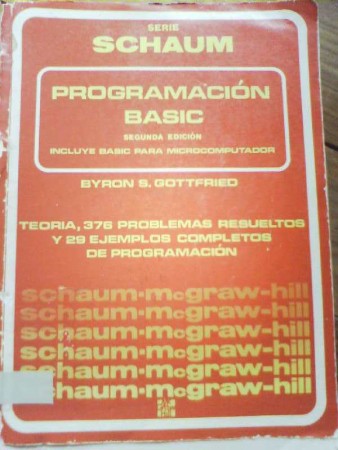 SERIE
SCHAUM
PROGRAMACIÓN
BASIC
SEGUNDA EDICIÓN
INCLUYE BASIC PARA MICROCOMPUTADOR
BYRON S. GOTTFRIED
TEORIA, 376 PROBLEMAS RESUELTOS
Y 29 EJEMPLOS COMPLETOS
DE PROGRAMACIÓN
schaum·mcgraw-hill
schaum·mcgraw-hill
schaum·mcgraw-hill
schaum·mcgraw-hill
schaum·mcgraw-hill
schaum·mcgraw-hill